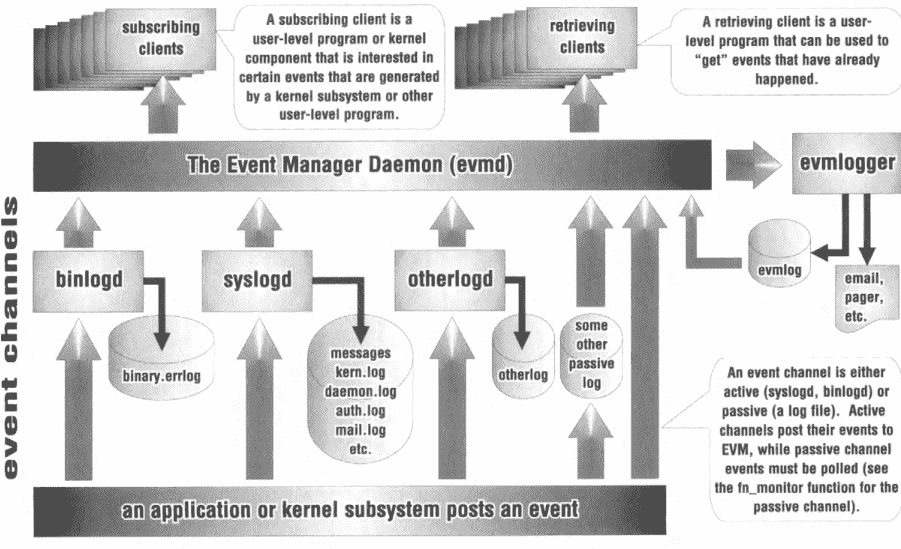 subscribing
clients
A subscribing client is a
user-level program or kernel
component that is interested in
certain events that are generated
by a kernel subsystem or other
user-level program.
retrieving
clients
A retrieving client is a user-
level program that can be used to
“get” events that have already
happened.
The Event Manager Daemon (evmd)
evmlogger
event channels
binlogd
syslogd
otherlogd
evmlog
email,
pager,
etc.
binary.errlog
messages
kern.log
daemon.log
auth.log
mail.log
etc.
otherlog
some
other
passive
log
An event channel is either
active (syslogd, binlogd) or
passive (a log file). Active
channels post their events to
EVM, while passive channel
events must be polled (see
the fn_monitor function for the
passive channel).
an application or kernel subsystem posts an event